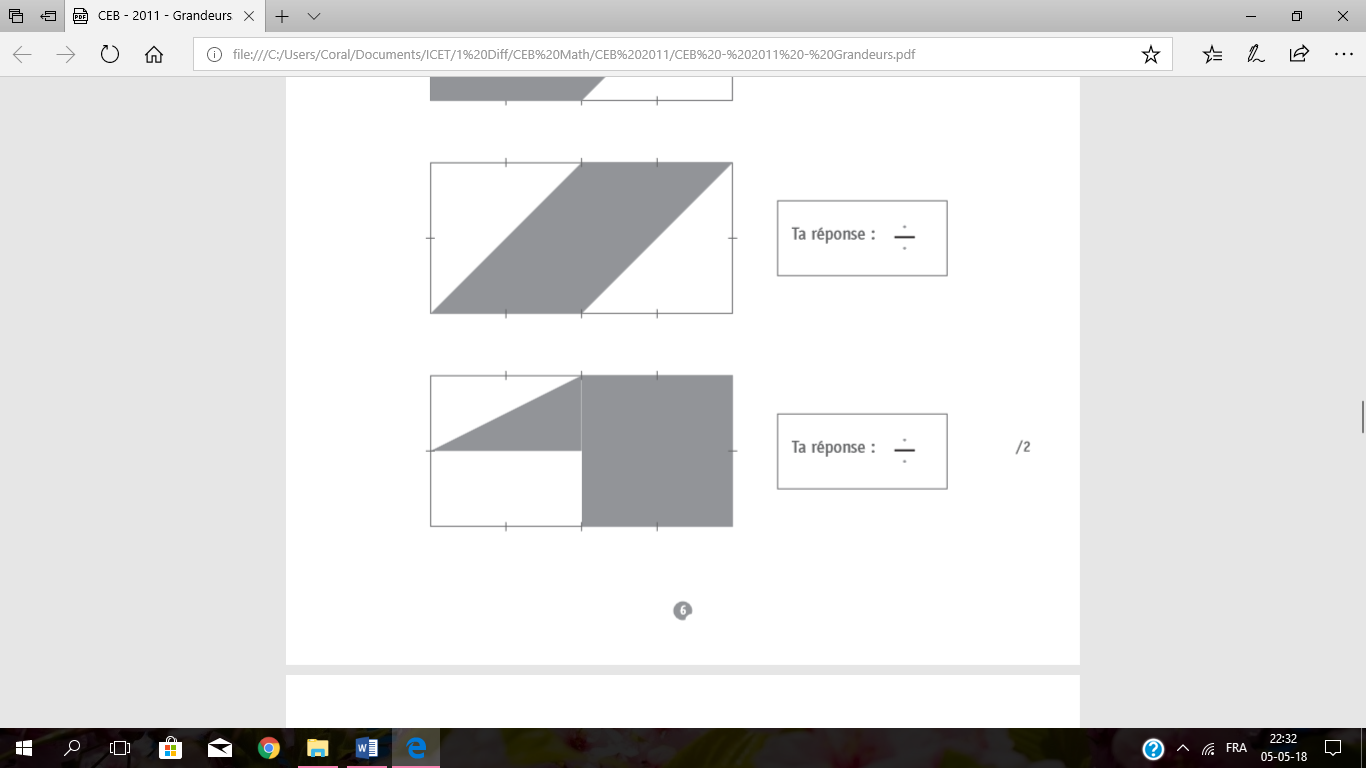 CEB - 2011 - Grandeurs
file:///C:/Users/Coral/Documents/ICET/1%20Diff/CEB%20Math/CEB%202011/CEB%20-%202011%20-%20Grandeurs.pdf
Ta réponse :
Ta réponse :
/2
6
FRA
22:32
05-05-18